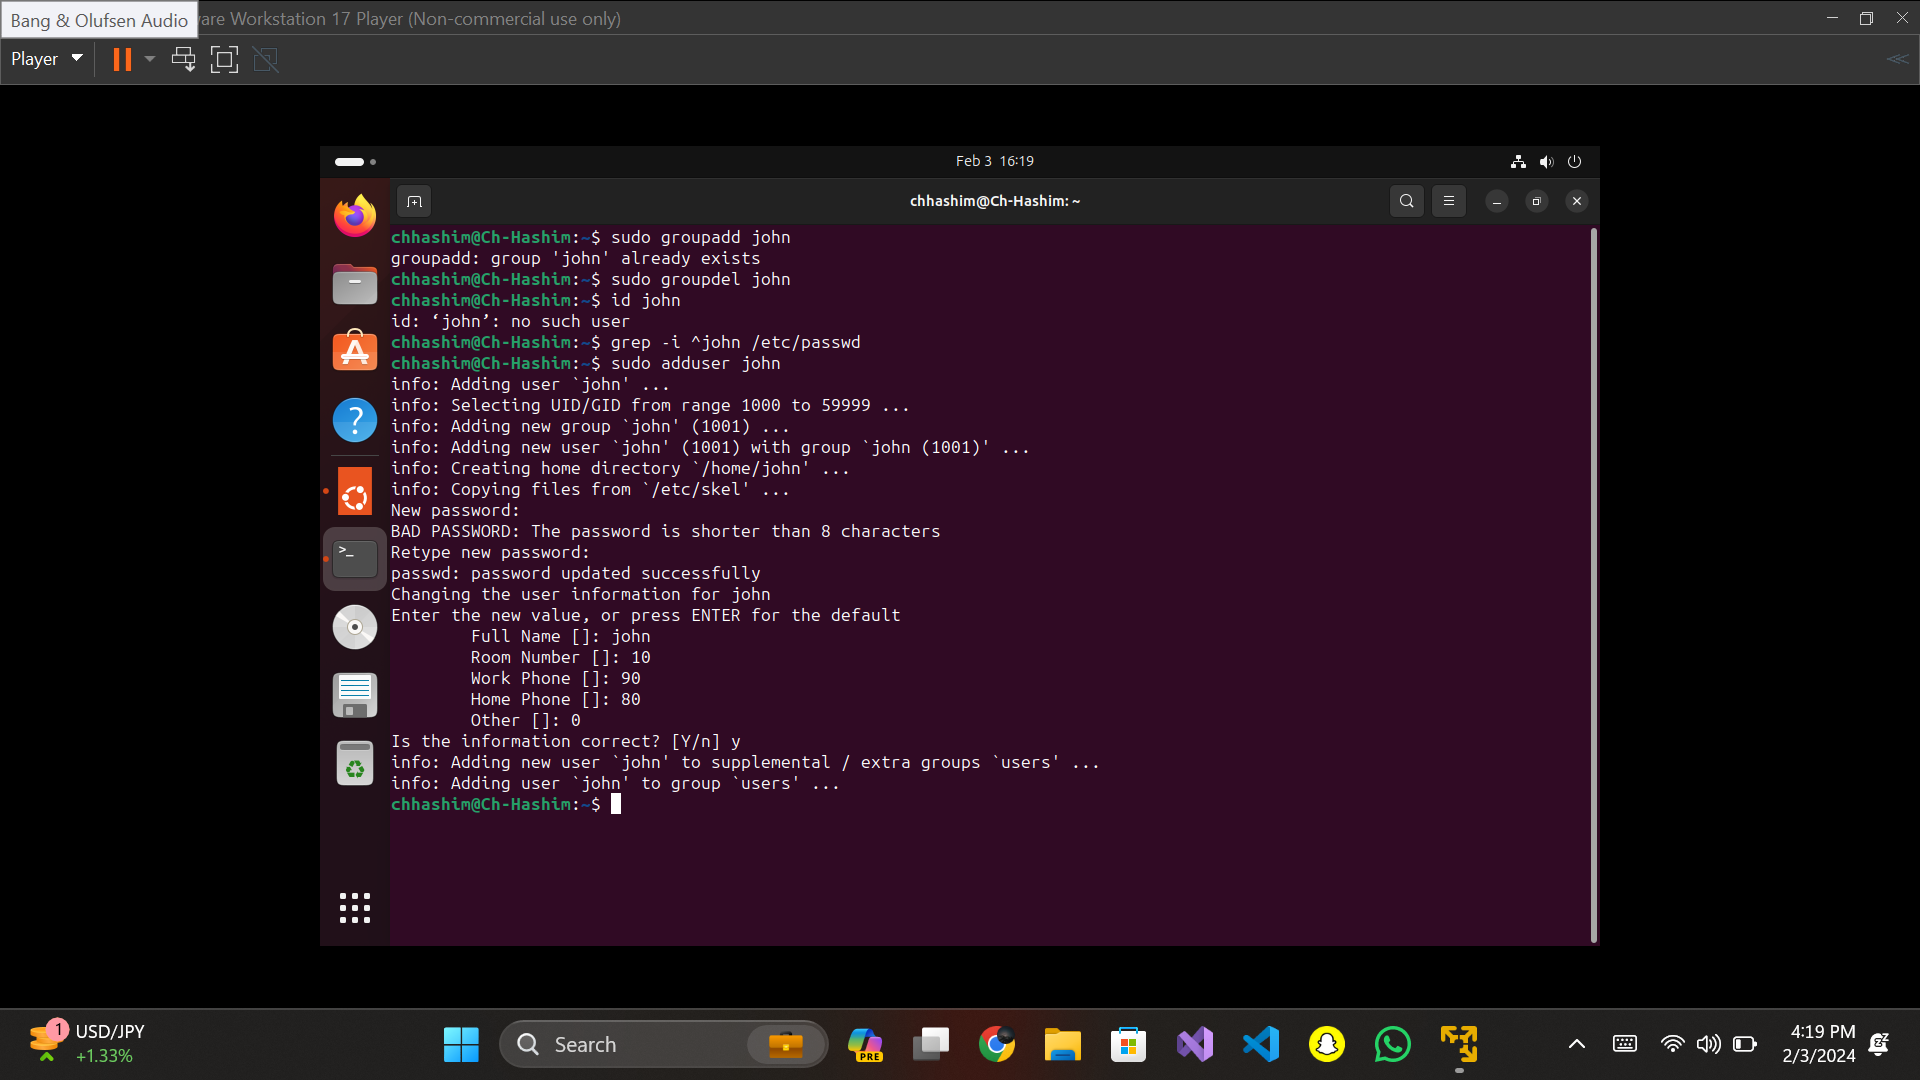 Bang & Olufsen Audio
ware Workstation 17 Player (Non-commercial use only)
Player
Feb 3 16:19
chhashim@Ch-Hashim: ~
chhashim@Ch-Hashim:~$ sudo groupadd john
groupadd: group 'john' already exists
chhashim@Ch-Hashim:~$ sudo groupdel john
chhashim@Ch-Hashim:~$ id john
id: ‘john’: no such user
chhashim@Ch-Hashim:~$ grep -i ^john /etc/passwd
chhashim@Ch-Hashim:~$ sudo adduser john
info: Adding user `john' ...
info: Selecting UID/GID from range 1000 to 59999 ...
info: Adding new group `john' (1001) ...
info: Adding new user `john' (1001) with group `john (1001)' ...
info: Creating home directory `/home/john' ...
info: Copying files from `/etc/skel' ...
New password:
BAD PASSWORD: The password is shorter than 8 characters
Retype new password:
passwd: password updated successfully
Changing the user information for john
Enter the new value, or press ENTER for the default
Full Name []: john
Room Number []: 10
Work Phone []: 90
Home Phone []: 80
Other []: 0
Is the information correct? [Y/n] y
info: Adding new user `john' to supplemental / extra groups `users' ...
info: Adding user `john' to group `users' ...
chhashim@Ch-Hashim:~$
1
USD/JPY
+1.33%
Search
PRE
4:19 PM
2/3/2024